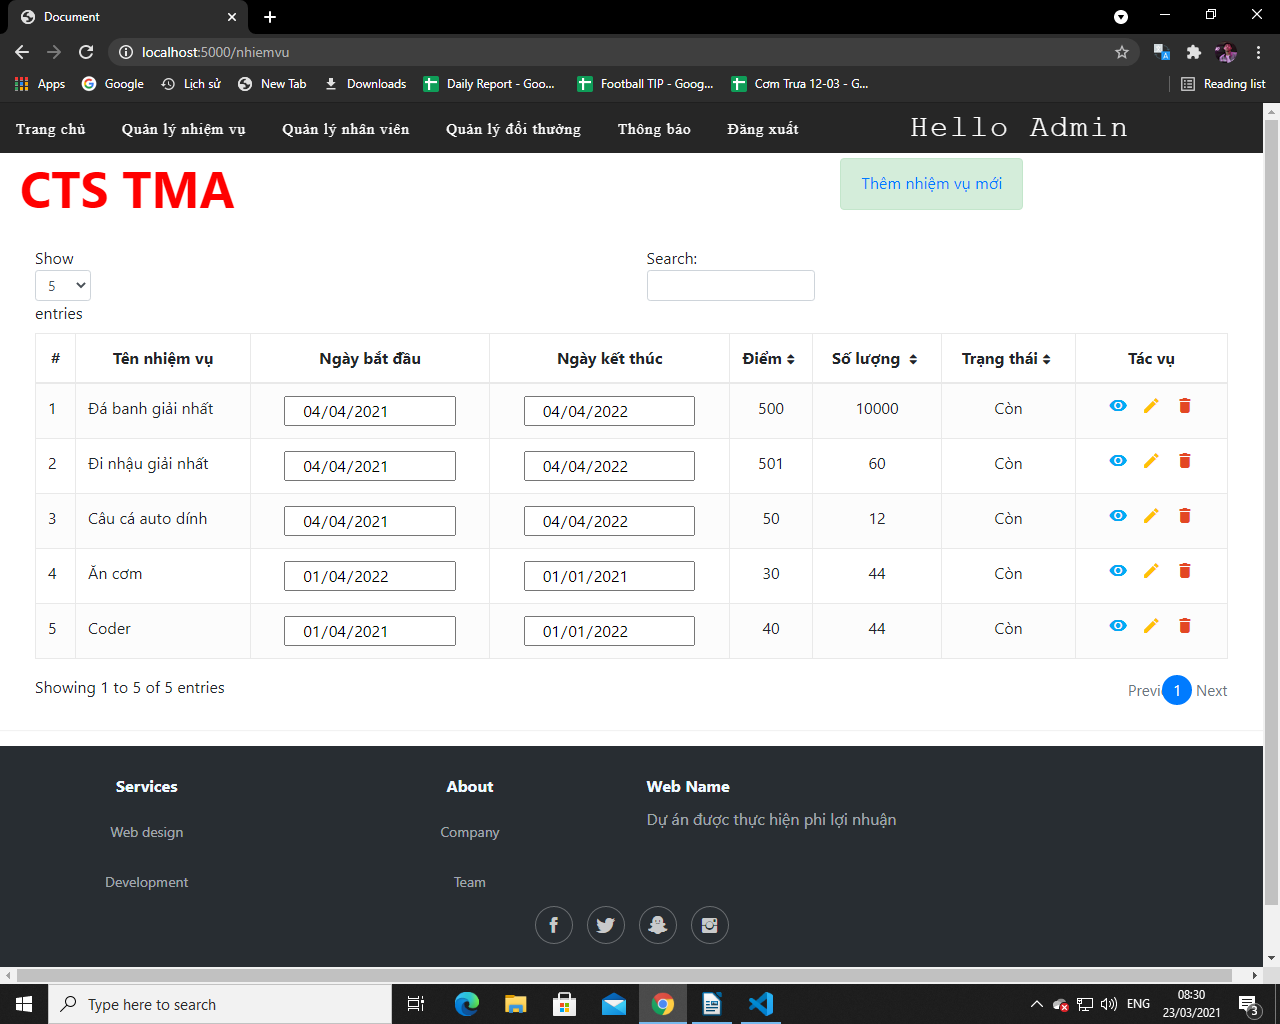 Document
localhost:5000/nhiemvu
Apps Google Lịch sử New Tab Downloads Daily Report - Goo... Football TIP - Goog... Cơm Trưa 12-03 - G... Reading list
Trang chủ Quản lý nhiệm vụ Quản lý nhân viên Quản lý đổi thưởng Thông báo Đăng xuất Hello Admin
CTS TMA Thêm nhiệm vụ mới
Show Search:
5
entries
# Tên nhiệm vụ Ngày bắt đầu Ngày kết thúc Điểm Số lượng Trạng thái Tác vụ
1 Đá banh giải nhất 04/04/2021 04/04/2022 500 10000 Còn
2 Đi nhậu giải nhất 04/04/2021 04/04/2022 501 60 Còn
3 Câu cá auto dính 04/04/2021 04/04/2022 50 12 Còn
4 Ăn cơm 01/04/2022 01/01/2021 30 44 Còn
5 Coder 01/04/2021 01/01/2022 40 44 Còn
Showing 1 to 5 of 5 entries Previ 1 Next
Services About Web Name
Web design Company Dự án được thực hiện phi lợi nhuận
Development Team
Type here to search ENG 08:30
23/03/2021 3